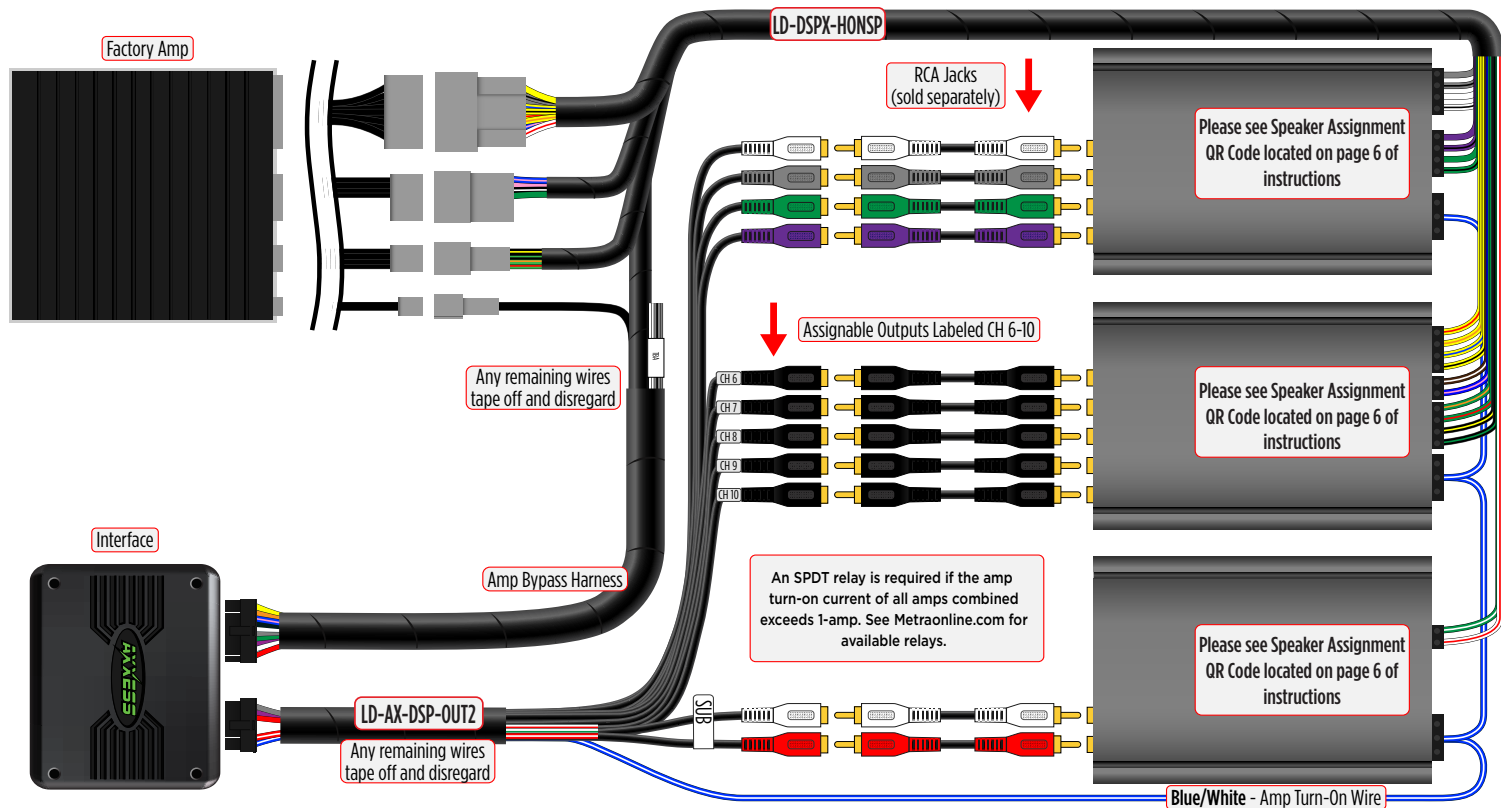 LD-DSPX-HONSP
Factory Amp
RCA Jacks
(sold separately)
Please see Speaker Assignment
QR Code located on page 6 of
instructions
Assignable Outputs Labeled CH 6-10
Any remaining wires
tape off and disregard
CH 6
CH 7
CH 8
CH 9
CH 10
Please see Speaker Assignment
QR Code located on page 6 of
instructions
Interface
Amp Bypass Harness
An SPDT relay is required if the amp
turn-on current of all amps combined
exceeds 1-amp. See Metraonline.com for
available relays.
AXXESS
Please see Speaker Assignment
QR Code located on page 6 of
instructions
LD-AX-DSP-OUT2
Any remaining wires
tape off and disregard
SUB
Blue/White - Amp Turn-On Wire